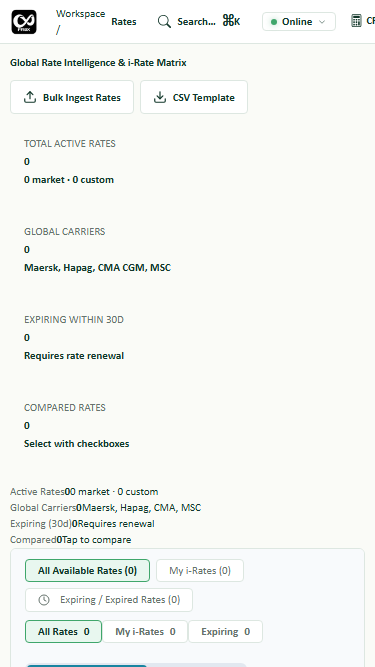 Workspace
/
Rates
Search... ⌘K
Online
FRBX
Global Rate Intelligence & i-Rate Matrix
Bulk Ingest Rates
CSV Template
TOTAL ACTIVE RATES
0
0 market · 0 custom
GLOBAL CARRIERS
0
Maersk, Hapag, CMA CGM, MSC
EXPIRING WITHIN 30D
0
Requires rate renewal
COMPARED RATES
0
Select with checkboxes
Active Rates00 market · 0 custom
Global Carriers0Maersk, Hapag, CMA, MSC
Expiring (30d)0Requires renewal
Compared0Tap to compare
All Available Rates (0)
My i-Rates (0)
Expiring / Expired Rates (0)
All Rates 0
My i-Rates 0
Expiring 0